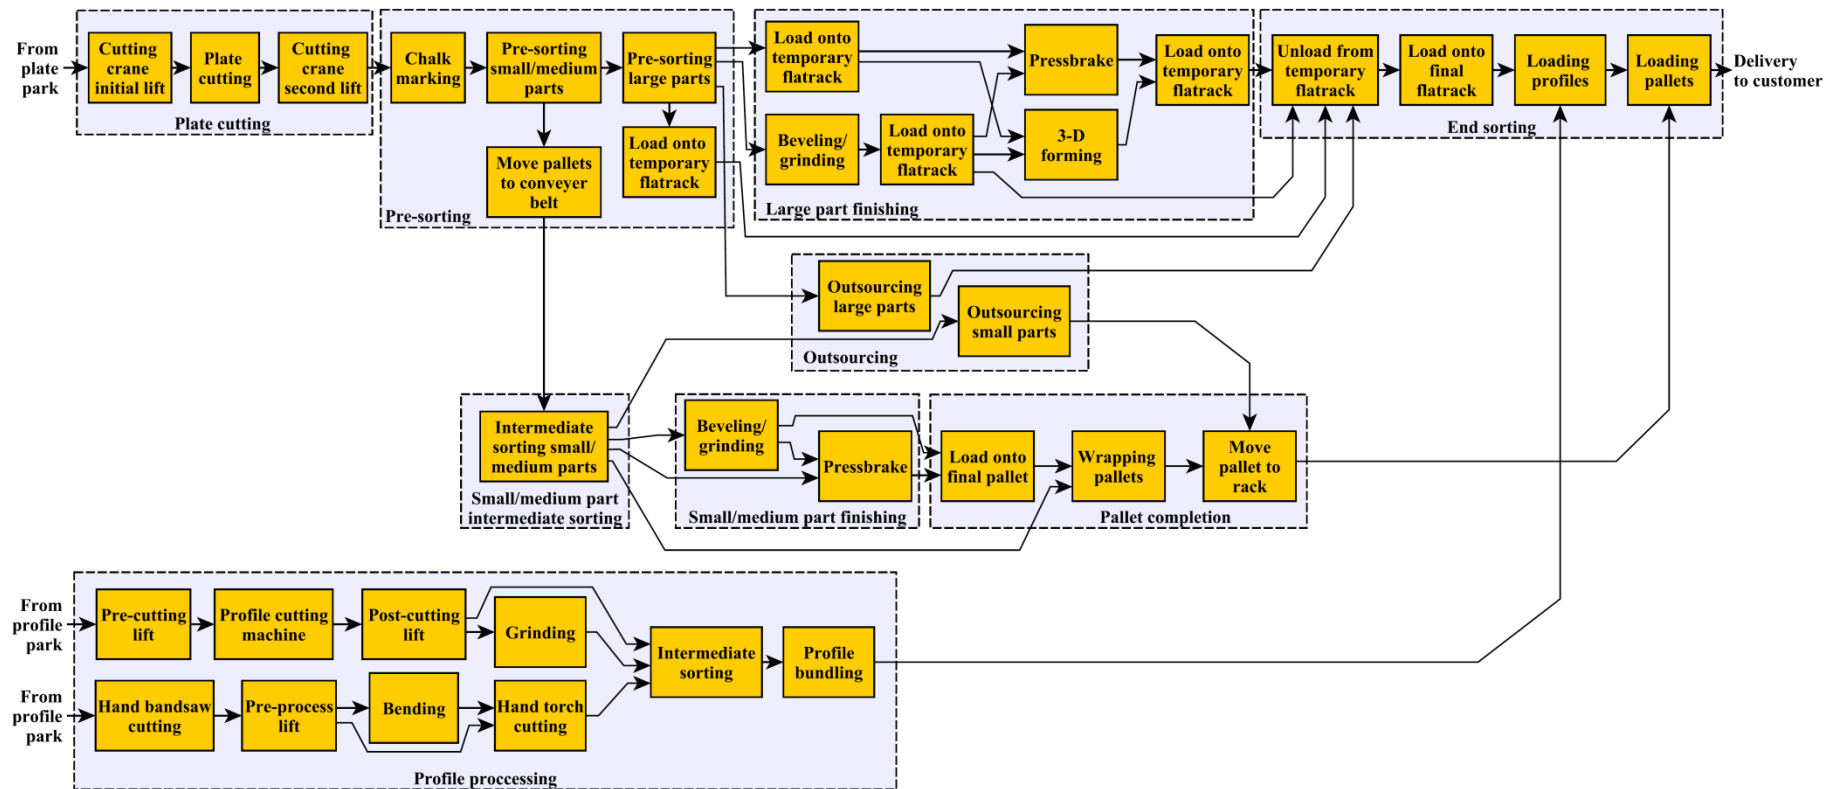 From
plate
park
Cutting
crane
initial lift
Plate
cutting
Cutting
crane
second lift
Plate cutting
Chalk
marking
Pre-sorting
small/medium
parts
Pre-sorting
large parts
Move pallets
to conveyer
belt
Load onto
temporary
flatrack
Pre-sorting
Load onto
temporary
flatrack
Pressbrake
Load onto
temporary
flatrack
Beveling/
grinding
Load onto
temporary
flatrack
3-D
forming
Large part finishing
Unload from
temporary
flatrack
Load onto
final
flatrack
Loading
profiles
Loading
pallets
End sorting
Delivery
to customer
Outsourcing
large parts
Outsourcing
small parts
Outsourcing
Intermediate
sorting small/
medium parts
Small/medium part
intermediate sorting
Beveling/
grinding
Pressbrake
Small/medium part finishing
Load onto
final pallet
Wrapping
pallets
Move
pallet to
rack
Pallet completion
From
profile
park
Pre-cutting
lift
Profile cutting
machine
Post-cutting
lift
Grinding
Intermediate
sorting
Profile
bundling
From
profile
park
Hand bandsaw
cutting
Pre-process
lift
Bending
Hand torch
cutting
Profile proccessing